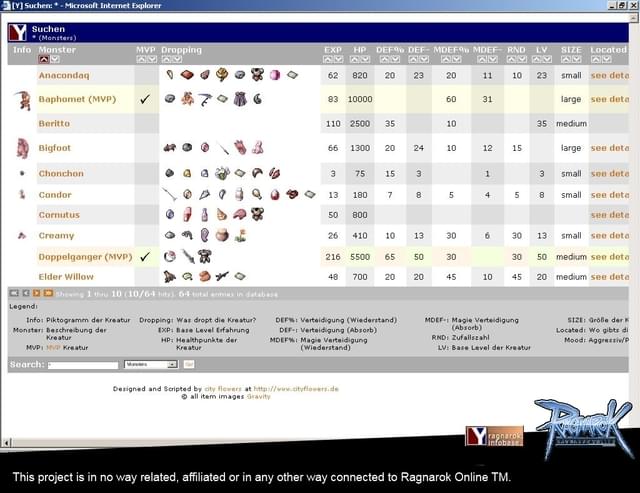 [Y] Suchen: * - Microsoft Internet Explorer
Y Suchen
* (Monsters)
Info Monster MVP Dropping EXP HP DEF% DEF- MDEF% MDEF- RND LV SIZE Located
Anacondaq 62 820 20 23 20 11 10 23 small see deta
Baphomet (MVP) ✓ 83 10000 60 31 large see deta
Beritto 110 2500 35 10 35 medium
Bigfoot 66 1300 20 24 10 12 15 large see deta
Chonchon 3 75 15 3 1 3 small see deta
Condor 13 180 7 8 5 4 5 8 small see deta
Cornutus 50 800 see deta
Creamy 26 410 10 13 30 6 30 13 small see deta
Doppelganger (MVP) ✓ 216 5500 65 50 30 30 50 medium see deta
Elder Willow 48 700 20 20 45 10 45 20 medium see deta
Showing 1 thru 10 (10/64 hits). 64 total entries in database
Legend:
Info: Piktogramm der Kreatur Dropping: Was dropt die Kreatur? DEF%: Verteidigung (Wiederstand) MDEF-: Magie Verteidigung (Absorb) SIZE: Größe der K
Monster: Beschreibung der Kreatur EXP: Base Level Erfahrung DEF-: Verteidigung (Absorb) RND: Zufallszahl Located: Wo gibts di
MVP: MVP Kreatur HP: Healthpunkte der Kreatur MDEF%: Magie Verteidigung (Wiederstand) LV: Base Level der Kreatur Mood: Aggressiv/P
Search: * Monsters Go!
Designed and Scripted by city flowers at http://www.cityflowers.de
© all item images Gravity
Y ragnarok infobase
RAGNAROK
This project is in no way related, affiliated or in any other way connected to Ragnarok Online TM.